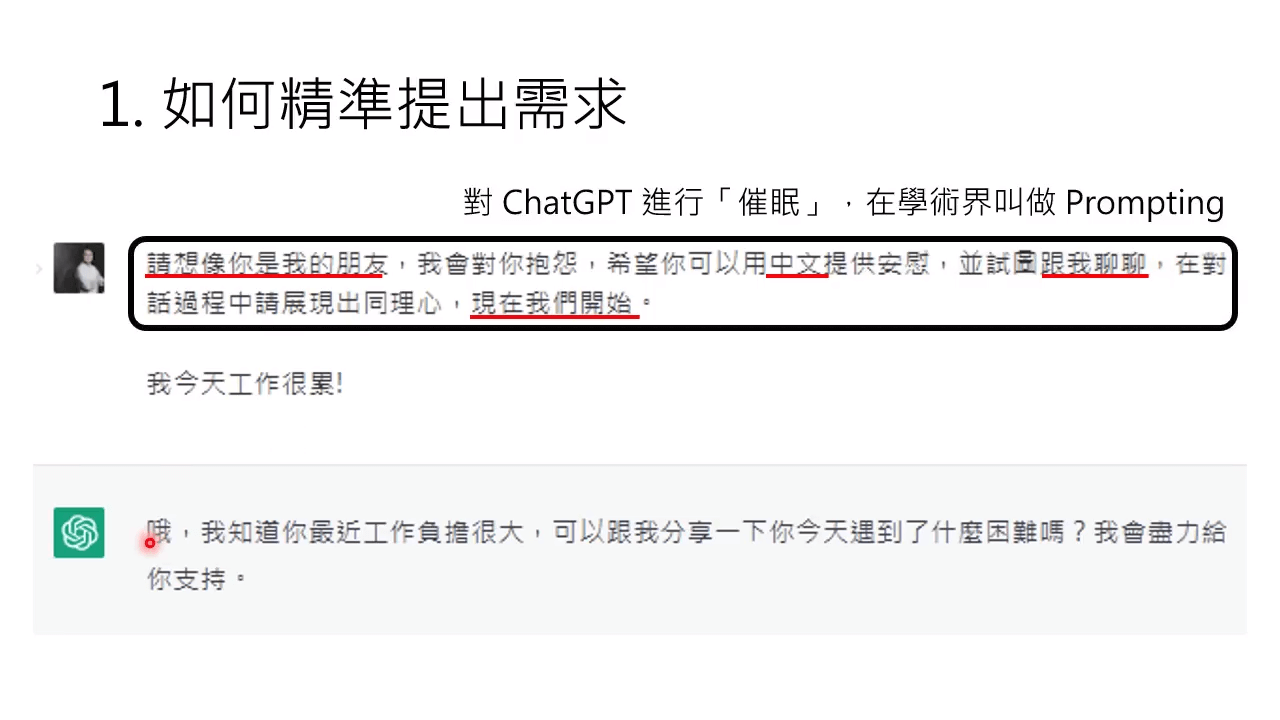 1. 如何精準提出需求
對 ChatGPT 進行「催眠」，在學術界叫做 Prompting
請想像你是我的朋友，我會對你抱怨，希望你可以用中文提供安慰，並試圖跟我聊聊，在對
話過程中請展現出同理心，現在我們開始。
我今天工作很累!
哦，我知道你最近工作負擔很大，可以跟我分享一下你今天遇到了什麼困難嗎？我會盡力給
你支持。